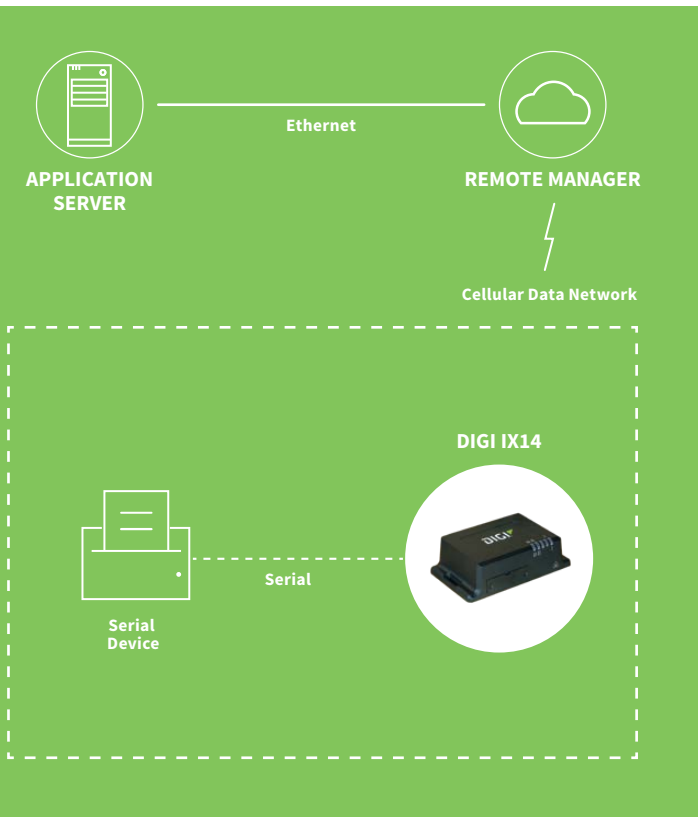 Ethernet
APPLICATION
SERVER
REMOTE MANAGER
Cellular Data Network
DIGI IX14
DIGI
Serial
Serial
Device